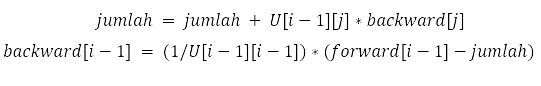 jumlah = jumlah + U[i−1][j] ∗ backward[j]
backward[i−1] = (1/U[i−1][i−1]) ∗ (forward[i−1] − jumlah)